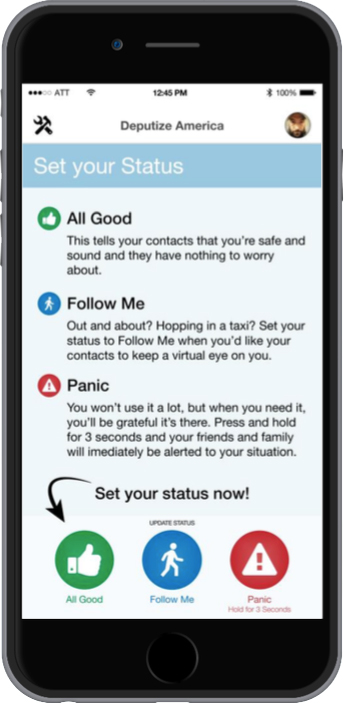 ATT 12:45 PM 100%
Deputize America
Set your Status
All Good
This tells your contacts that you're safe and
sound and they have nothing to worry
about.
Follow Me
Out and about? Hopping in a taxi? Set your
status to Follow Me when you'd like your
contacts to keep a virtual eye on you.
Panic
You won't use it a lot, but when you need it,
you'll be grateful it's there. Press and hold
for 3 seconds and your friends and family
will imediately be alerted to your situation.
Set your status now!
UPDATE STATUS
All Good Follow Me Panic
Hold for 3 Seconds